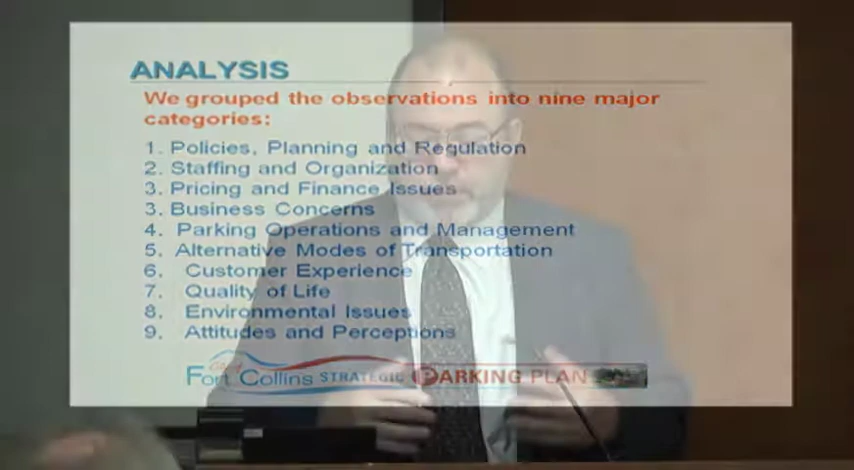 ANALYSIS
We grouped the observations into nine major
categories:
1. Policies, Planning and Regulation
2. Staffing and Organization
3. Pricing and Finance Issues
3. Business Concerns
4. Parking Operations and Management
5. Alternative Modes of Transportation
6. Customer Experience
7. Quality of Life
8. Environmental Issues
9. Attitudes and Perceptions
City of
Fort Collins STRATEGIC PARKING PLAN